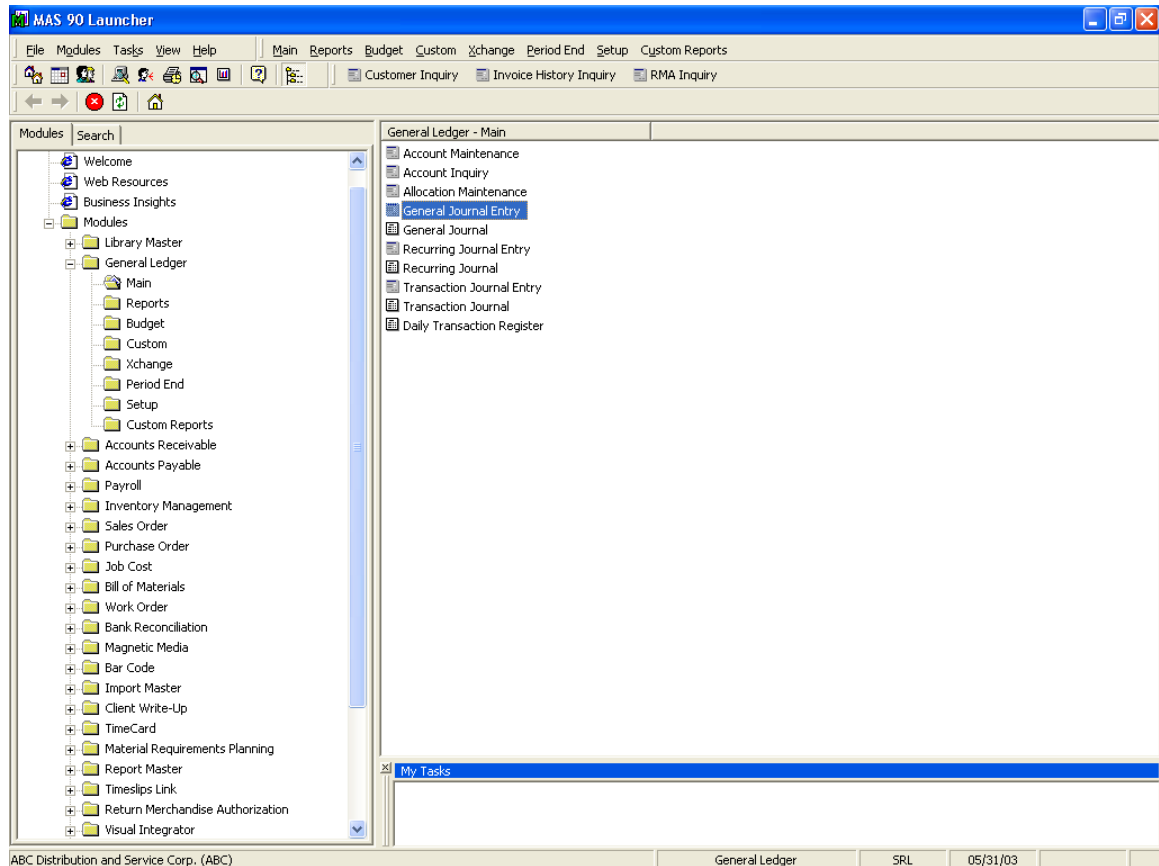 MAS 90 Launcher
File Modules Tasks View Help Main Reports Budget Custom Xchange Period End Setup Custom Reports
Customer Inquiry Invoice History Inquiry RMA Inquiry
Modules Search
Welcome
Web Resources
Business Insights
Modules
Library Master
General Ledger
Main
Reports
Budget
Custom
Xchange
Period End
Setup
Custom Reports
Accounts Receivable
Accounts Payable
Payroll
Inventory Management
Sales Order
Purchase Order
Job Cost
Bill of Materials
Work Order
Bank Reconciliation
Magnetic Media
Bar Code
Import Master
Client Write-Up
TimeCard
Material Requirements Planning
Report Master
Timeslips Link
Return Merchandise Authorization
Visual Integrator
General Ledger - Main
Account Maintenance
Account Inquiry
Allocation Maintenance
General Journal Entry
General Journal
Recurring Journal Entry
Recurring Journal
Transaction Journal Entry
Transaction Journal
Daily Transaction Register
My Tasks
ABC Distribution and Service Corp. (ABC) General Ledger SRL 05/31/03